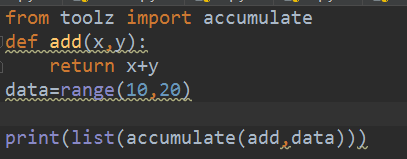 from toolz import accumulate
def add(x,y):
    return x+y
data=range(10,20)
print(list(accumulate(add,data)))